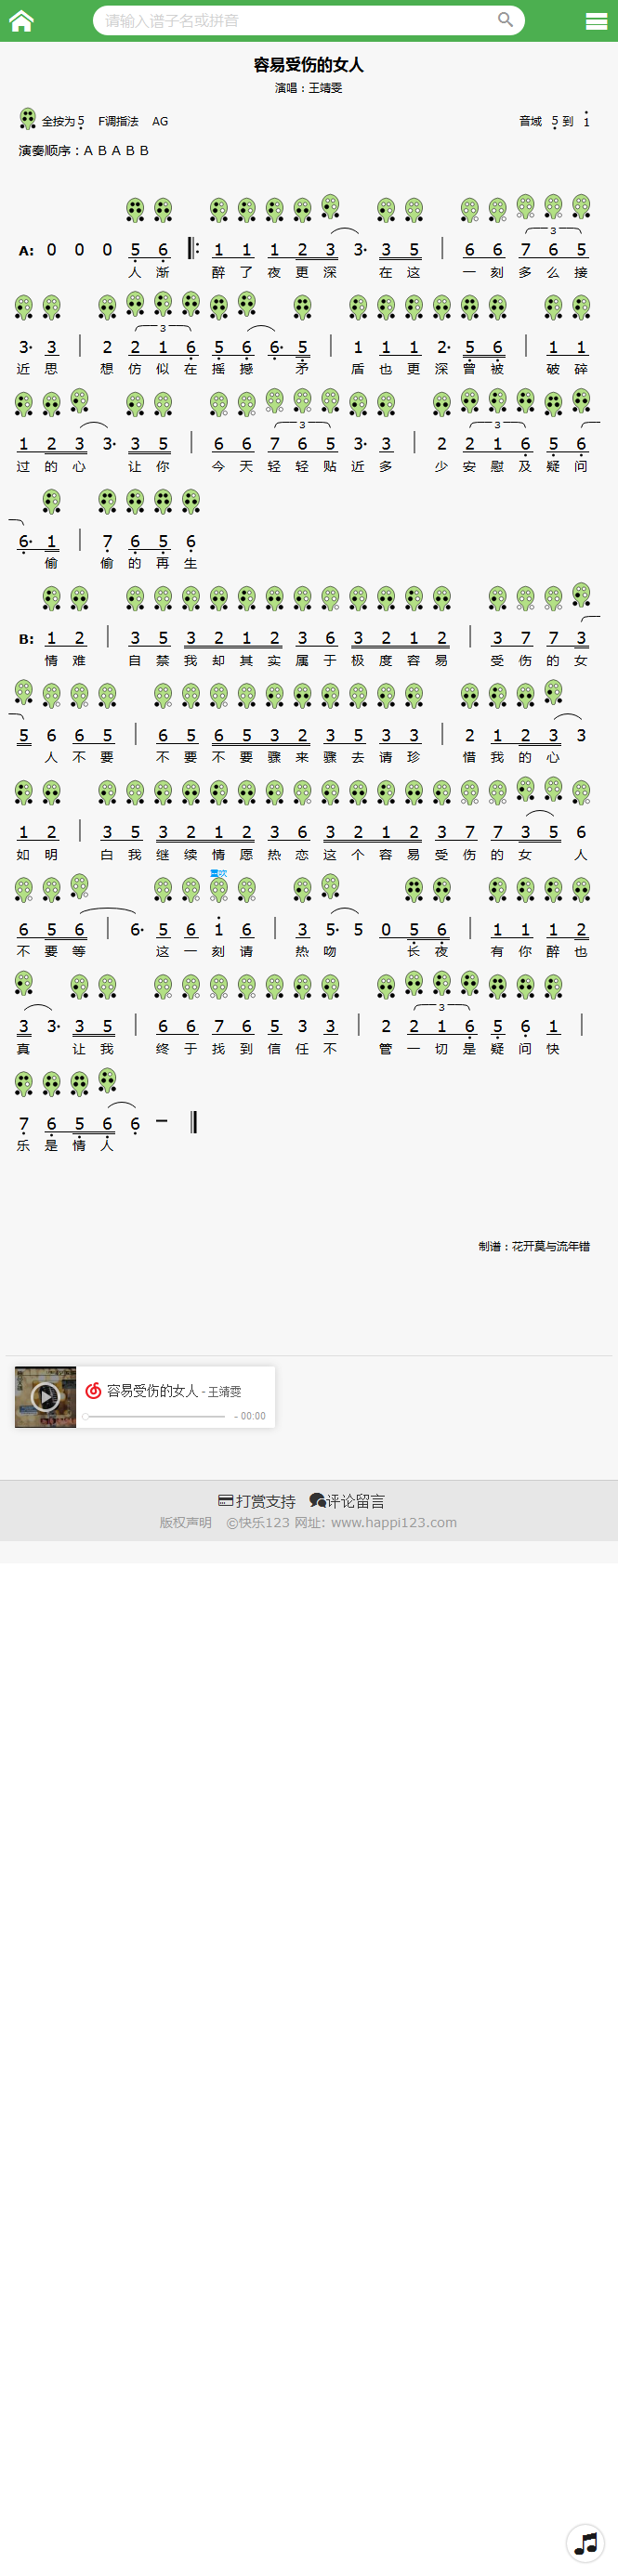 请输入谱子名或拼音
容易受伤的女人
演唱：王靖雯
全按为 5̣ F调指法 AG 音域 5̣ 到 1̇
演奏顺序：A B A B B
A: 0 0 0 5̣ 6̣ 1 1 1 2 3 3· 3 5 | 6 6 7 6 5
3
人 渐 醉 了 夜 更 深 在 这 一 刻 多 么 接
3· 3 | 2 2 1 6̣ 5̣ 6̣ 6̣· 5̣ | 1 1 1 2· 5̣ 6̣ | 1 1
3
近 思 想 仿 似 在 摇 撼 矛 盾 也 更 深 曾 被 破 碎
1 2 3 3· 3 5 | 6 6 7 6 5 3· 3 | 2 2 1 6̣ 5̣ 6̣
3 3
过 的 心 让 你 今 天 轻 轻 贴 近 多 少 安 慰 及 疑 问
6̣· 1 | 7̣ 6̣ 5̣ 6̣
偷 偷 的 再 生
B: 1 2 | 3 5 3 2 1 2 3 6 3 2 1 2 | 3 7 7 3
情 难 自 禁 我 却 其 实 属 于 极 度 容 易 受 伤 的 女
5 6 6 5 | 6 5 6 5 3 2 3 5 3 3 | 2 1 2 3 3
人 不 要 不 要 不 要 骤 来 骤 去 请 珍 惜 我 的 心
1 2 | 3 5 3 2 1 2 3 6 3 2 1 2 3 7 7 3 5 6
如 明 白 我 继 续 情 愿 热 恋 这 个 容 易 受 伤 的 女 人
6 5 6 | 6· 5 6 1̇ 6 | 3 5· 5 0 5̣ 6̣ | 1 1 1 2
不 要 等 这 一 刻 请 热 吻 长 夜 有 你 醉 也
3 3· 3 5 | 6 6 7 6 5 3 3 | 2 2 1 6̣ 5̣ 6̣ 1 |
3
真 让 我 终 于 找 到 信 任 不 管 一 切 是 疑 问 快
7̣ 6̣ 5̣ 6̣ 6̣ –
乐 是 情 人
制谱：花开莫与流年错
容易受伤的女人 - 王靖雯
- 00:00
打赏支持 评论留言
版权声明 ©快乐123 网址: www.happi123.com